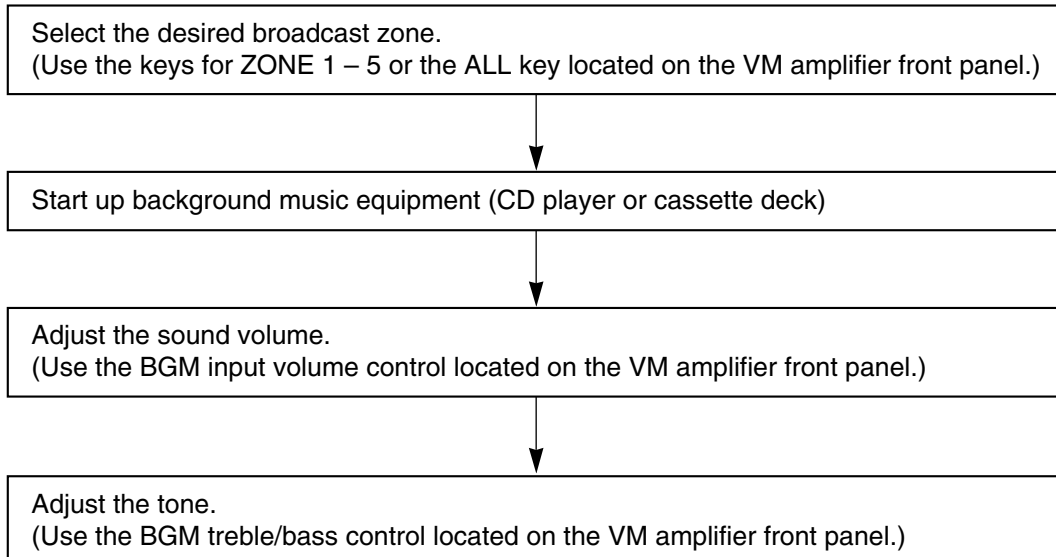 Select the desired broadcast zone.
(Use the keys for ZONE 1 – 5 or the ALL key located on the VM amplifier front panel.)
Start up background music equipment (CD player or cassette deck)
Adjust the sound volume.
(Use the BGM input volume control located on the VM amplifier front panel.)
Adjust the tone.
(Use the BGM treble/bass control located on the VM amplifier front panel.)